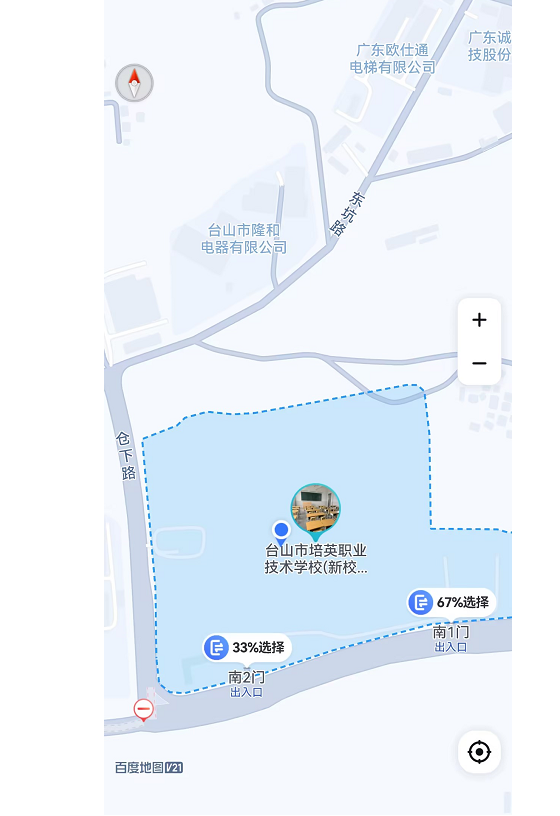 广东欧仕通
电梯有限公司
广东诚
技股份
东坑路
台山市隆和
电器有限公司
仓下路
台山市培英职业
技术学校(新校...
67%选择
南1门
出入口
33%选择
南2门
出入口
百度地图V21